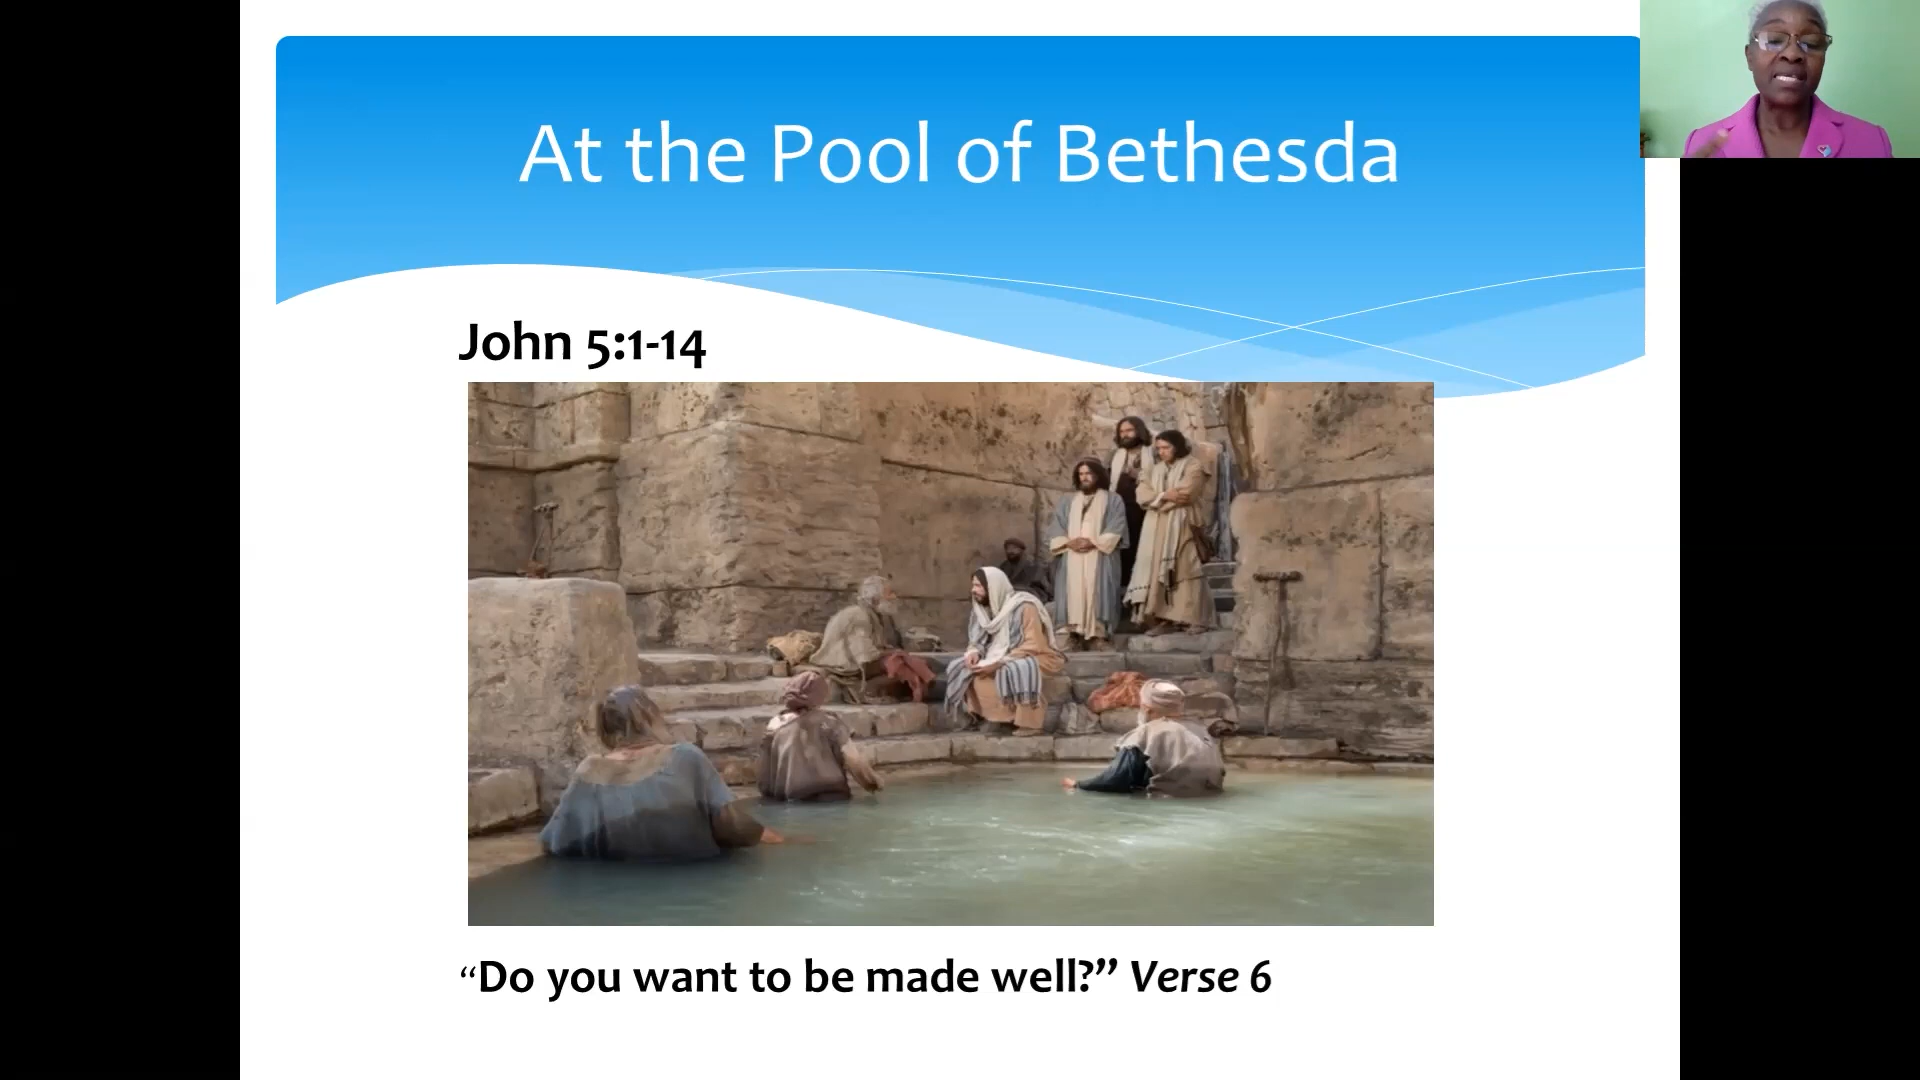 At the Pool of Bethesda
John 5:1-14
“Do you want to be made well?” Verse 6